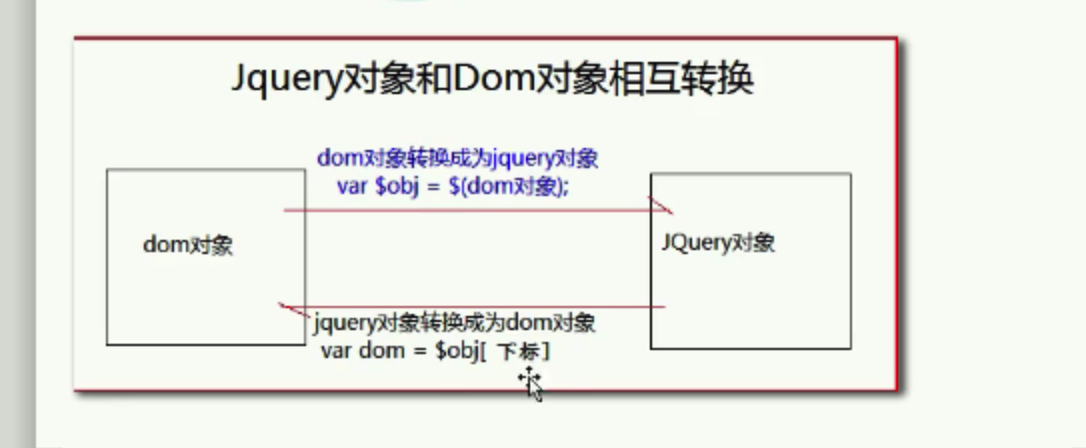 Jquery对象和Dom对象相互转换
dom对象转换成为jquery对象
var $obj = $(dom对象);
dom对象
JQuery对象
jquery对象转换成为dom对象
var dom = $obj[ 下标]